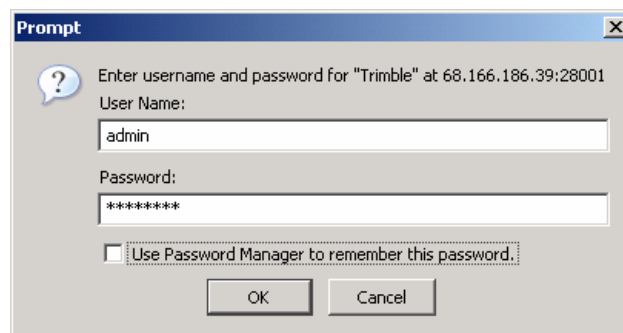 Prompt
Enter username and password for "Trimble" at 68.166.186.39:28001
User Name:
admin
Password:
********
Use Password Manager to remember this password.
OK Cancel